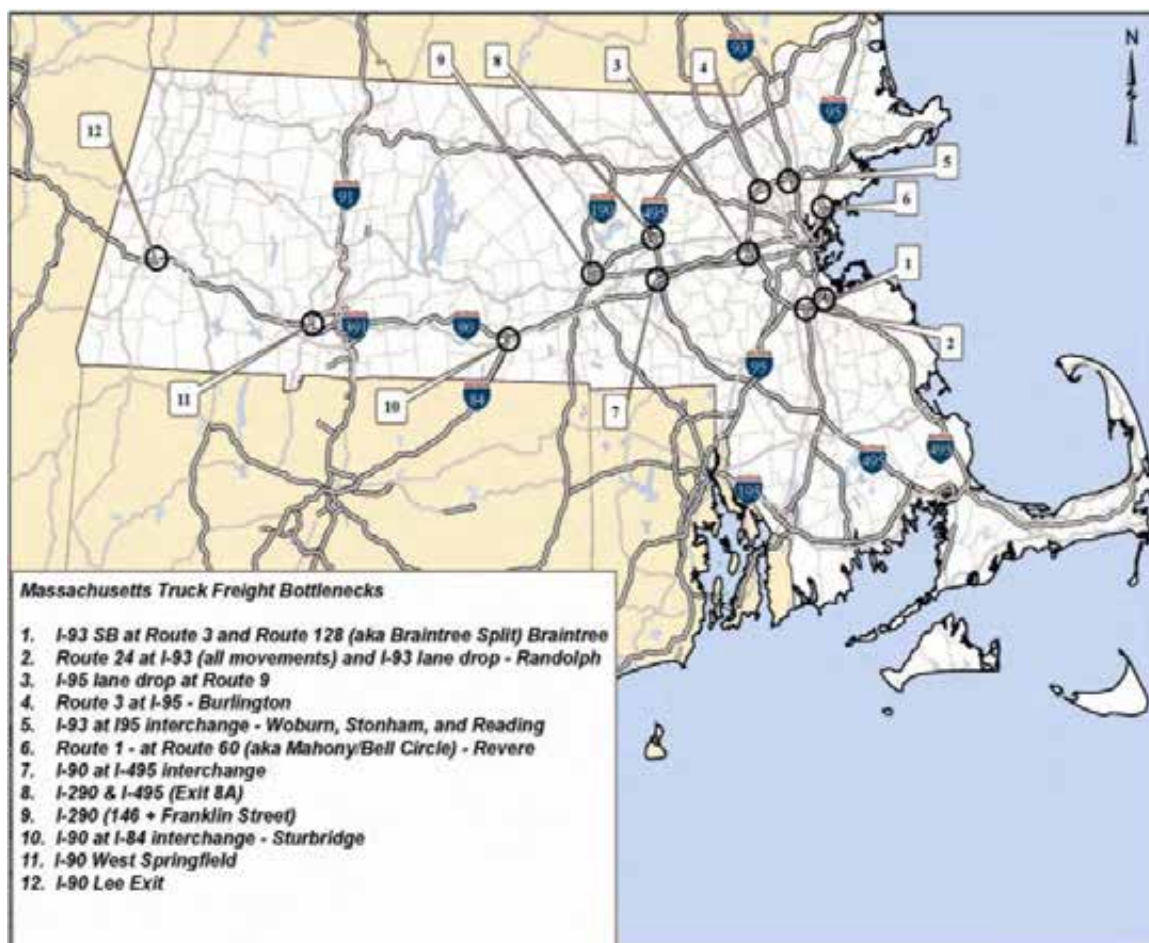 9
8
3
4
93
N
95
12
5
91
190
495
6
1
391
90
2
95
11
10
84
7
495
495
195
Massachusetts Truck Freight Bottlenecks
1. I-93 SB at Route 3 and Route 128 (aka Braintree Split) Braintree
2. Route 24 at I-93 (all movements) and I-93 lane drop - Randolph
3. I-95 lane drop at Route 9
4. Route 3 at I-95 - Burlington
5. I-93 at I95 interchange - Woburn, Stonham, and Reading
6. Route 1 - at Route 60 (aka Mahony/Bell Circle) - Revere
7. I-90 at I-495 interchange
8. I-290 & I-495 (Exit 8A)
9. I-290 (146 + Franklin Street)
10. I-90 at I-84 interchange - Sturbridge
11. I-90 West Springfield
12. I-90 Lee Exit